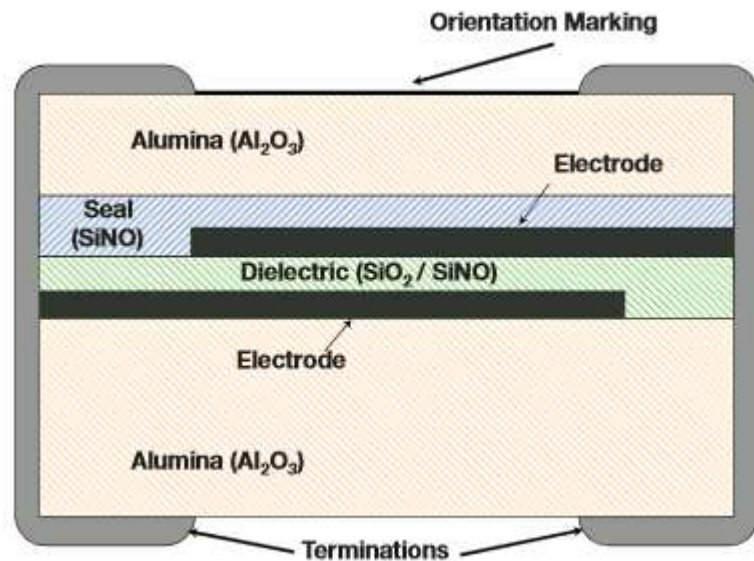 Orientation Marking
Alumina (Al₂O₃)
Electrode
Seal
(SiNO)
Dielectric (SiO₂ / SiNO)
Electrode
Alumina (Al₂O₃)
Terminations